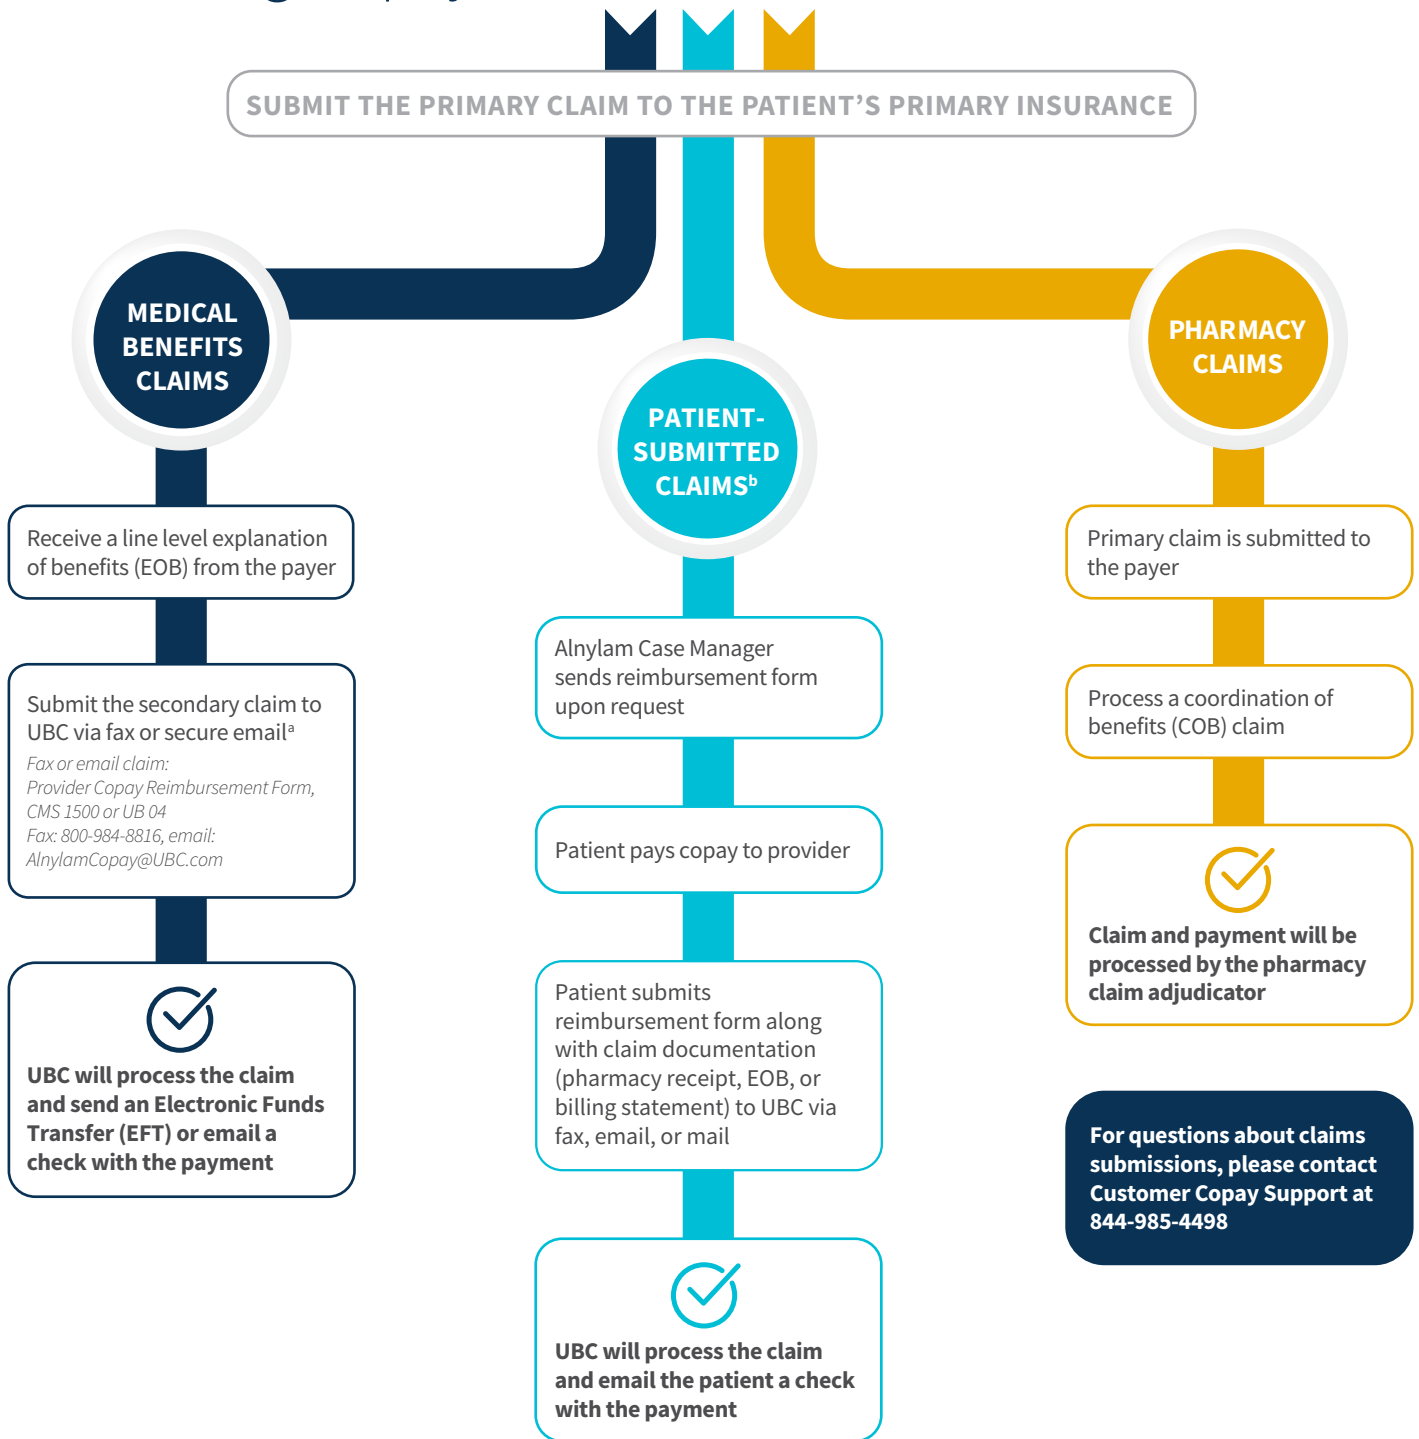 SUBMIT THE PRIMARY CLAIM TO THE PATIENT’S PRIMARY INSURANCE
MEDICAL
BENEFITS
CLAIMS
Receive a line level explanation
of benefits (EOB) from the payer
Submit the secondary claim to
UBC via fax or secure emailᵃ
Fax or email claim:
Provider Copay Reimbursement Form,
CMS 1500 or UB 04
Fax: 800-984-8816, email:
AlnylamCopay@UBC.com
UBC will process the claim
and send an Electronic Funds
Transfer (EFT) or email a
check with the payment
PATIENT-
SUBMITTED
CLAIMSᵇ
Alnylam Case Manager
sends reimbursement form
upon request
Patient pays copay to provider
Patient submits
reimbursement form along
with claim documentation
(pharmacy receipt, EOB, or
billing statement) to UBC via
fax, email, or mail
UBC will process the claim
and email the patient a check
with the payment
PHARMACY
CLAIMS
Primary claim is submitted to
the payer
Process a coordination of
benefits (COB) claim
Claim and payment will be
processed by the pharmacy
claim adjudicator
For questions about claims
submissions, please contact
Customer Copay Support at
844-985-4498